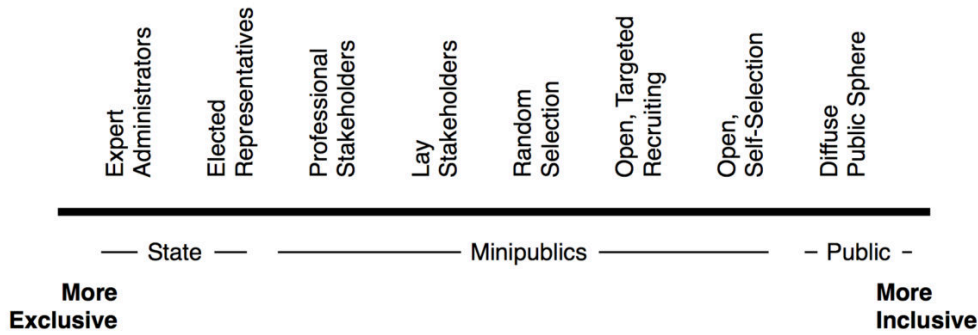 Expert
Administrators
Elected
Representatives
Professional
Stakeholders
Lay
Stakeholders
Random
Selection
Open, Targeted
Recruiting
Open,
Self-Selection
Diffuse
Public Sphere
State
Minipublics
Public
More
Exclusive
More
Inclusive